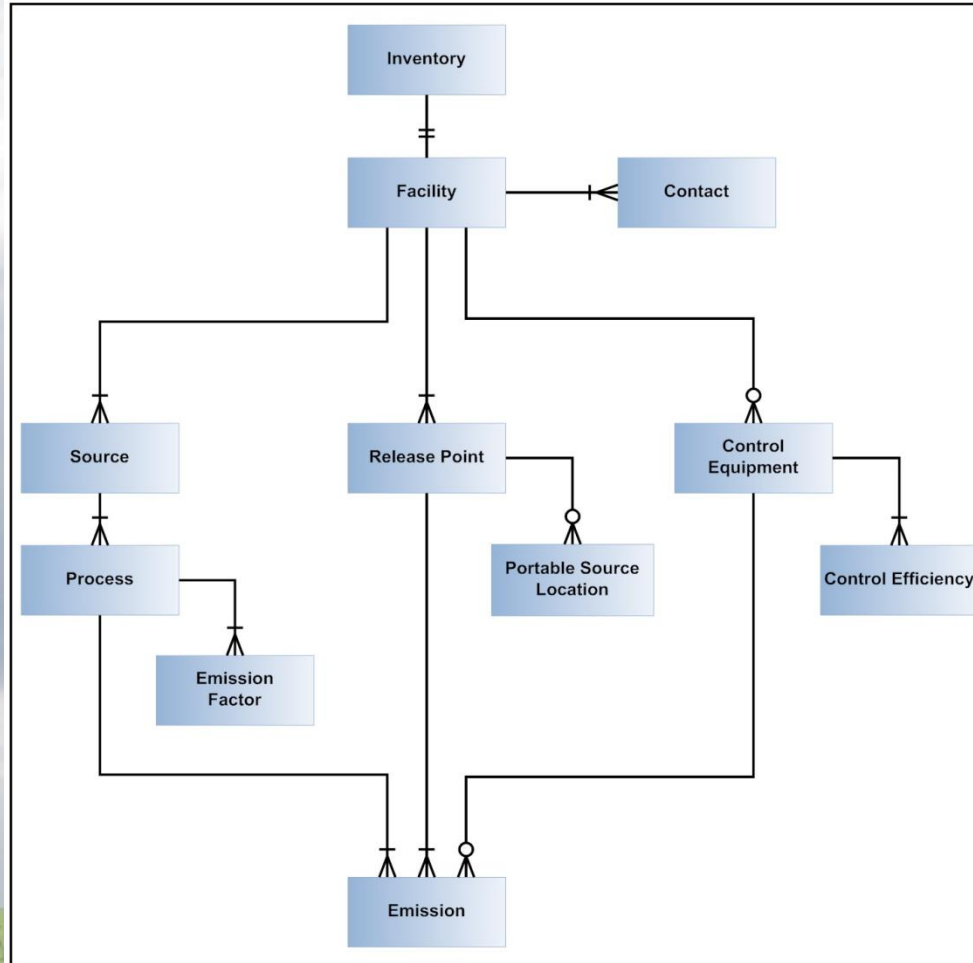 Inventory
Facility
Contact
Source
Release Point
Control
Equipment
Process
Portable Source
Location
Control Efficiency
Emission
Factor
Emission